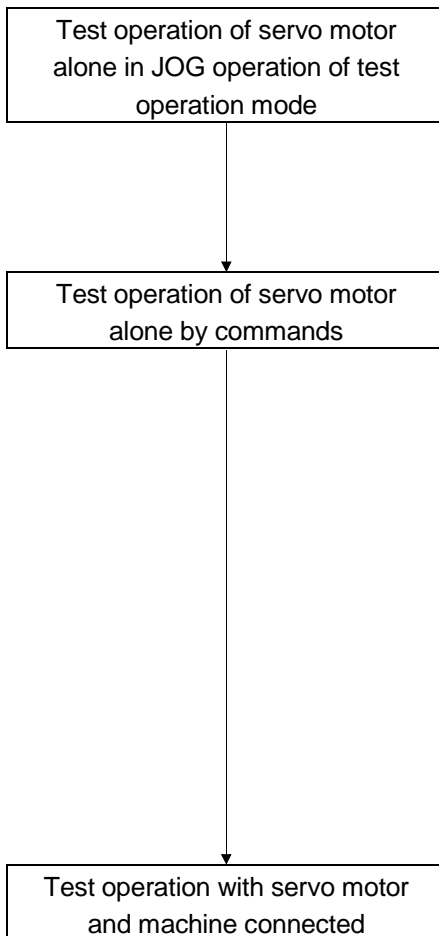 Test operation of servo motor
alone in JOG operation of test
operation mode
Test operation of servo motor
alone by commands
Test operation with servo motor
and machine connected